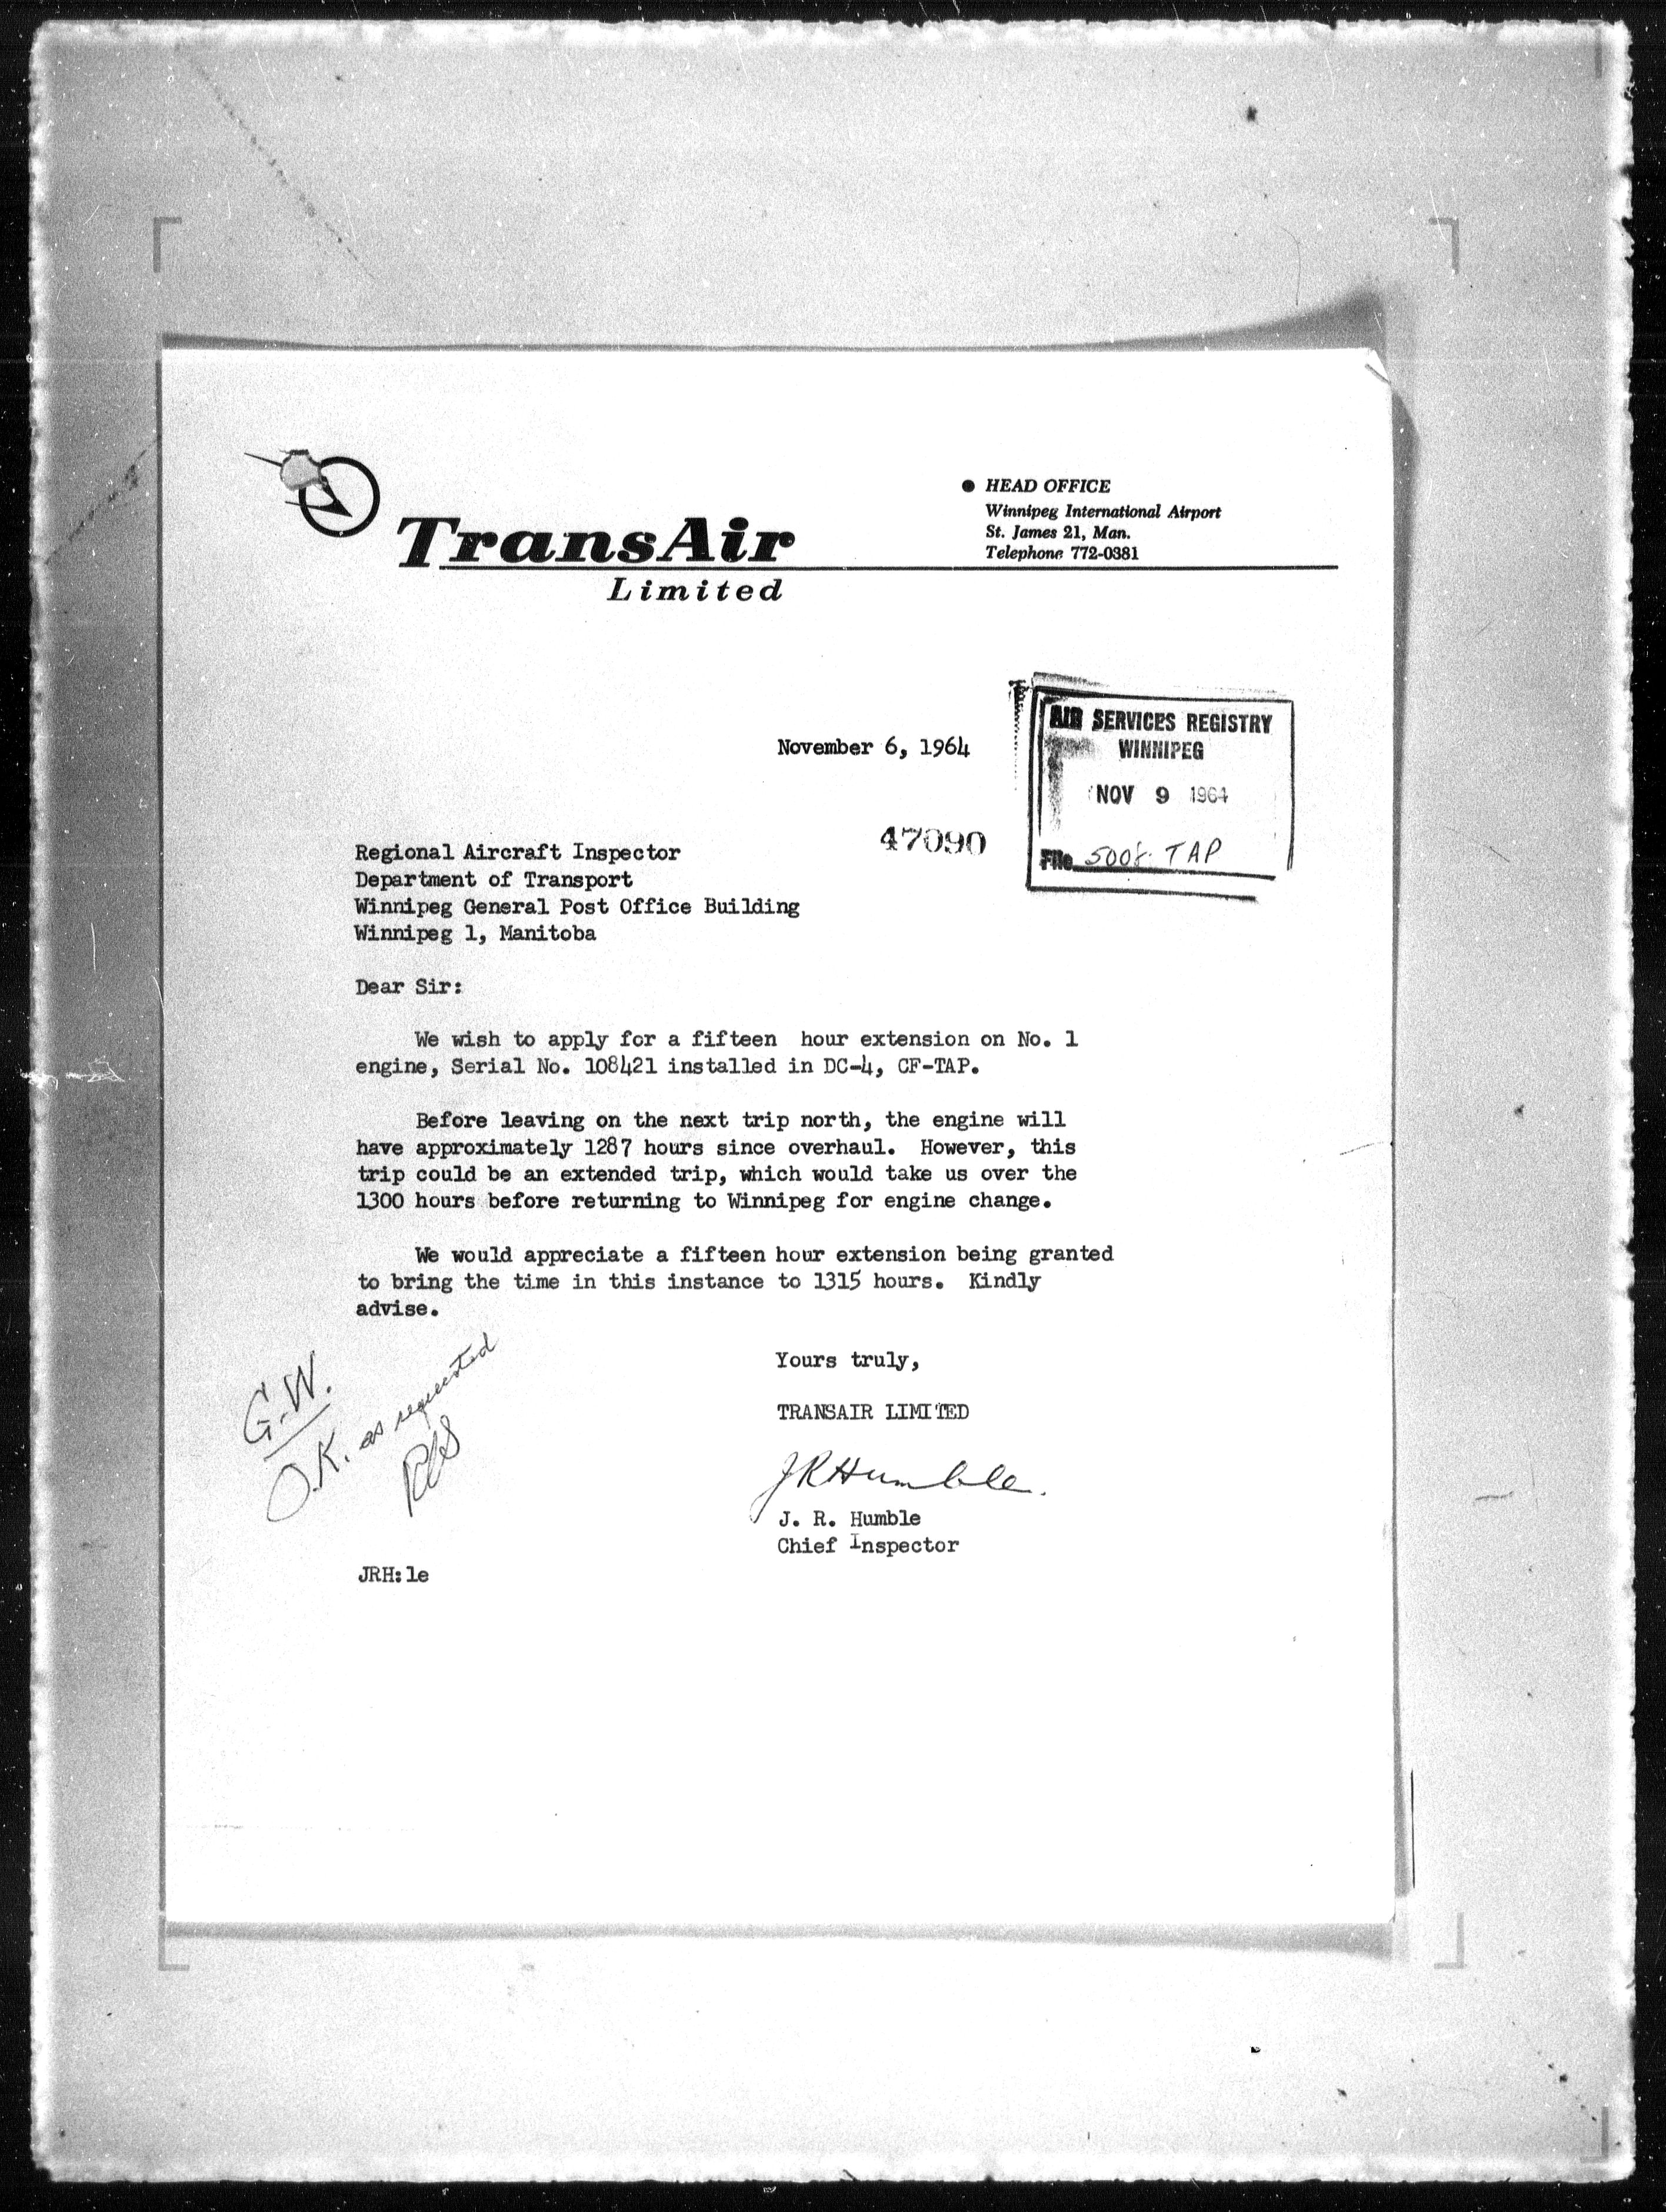 TransAir
Limited
● HEAD OFFICE
Winnipeg International Airport
St. James 21, Man.
Telephone 772-0381
AIR SERVICES REGISTRY
WINNIPEG
NOV 9 1964
File TAP
November 6, 1964
47090
Regional Aircraft Inspector
Department of Transport
Winnipeg General Post Office Building
Winnipeg 1, Manitoba
Dear Sir:
We wish to apply for a fifteen hour extension on No. 1
engine, Serial No. 108421 installed in DC-4, CF-TAP.
Before leaving on the next trip north, the engine will
have approximately 1287 hours since overhaul. However, this
trip could be an extended trip, which would take us over the
1300 hours before returning to Winnipeg for engine change.
We would appreciate a fifteen hour extension being granted
to bring the time in this instance to 1315 hours. Kindly
advise.
G.W.
O.K. as requested
Yours truly,
TRANSAIR LIMITED
JRHumble.
J. R. Humble
Chief Inspector
JRH:le